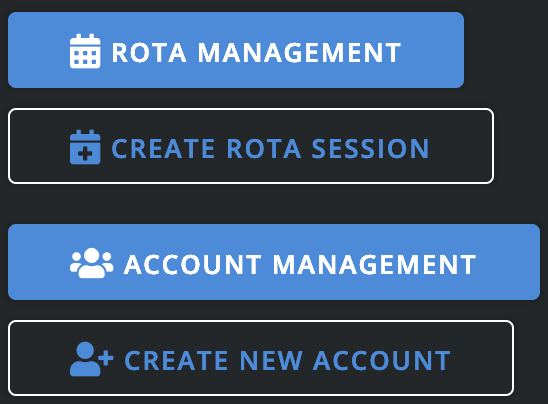 ROTA MANAGEMENT
CREATE ROTA SESSION
ACCOUNT MANAGEMENT
CREATE NEW ACCOUNT